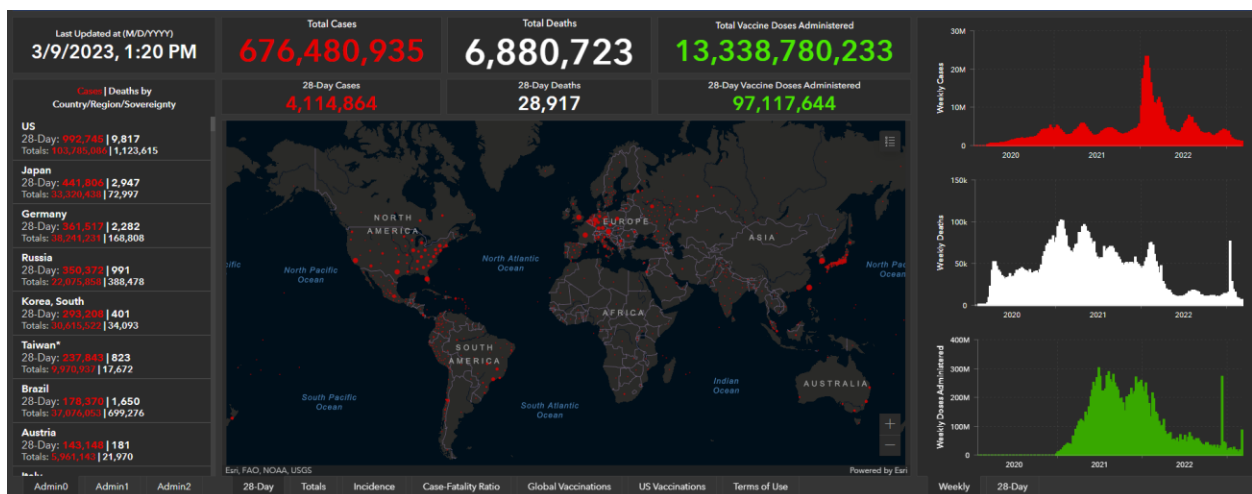 Last Updated at (M/D/YYYY)
3/9/2023, 1:20 PM
Cases | Deaths by
Country/Region/Sovereignty
US
28-Day: 992,745 | 9,817
Totals: 103,785,086 | 1,123,615
Japan
28-Day: 441,806 | 2,947
Totals: 33,320,438 | 72,997
Germany
28-Day: 361,517 | 2,282
Totals: 38,241,231 | 168,808
Russia
28-Day: 350,372 | 991
Totals: 22,075,858 | 388,478
Korea, South
28-Day: 293,208 | 401
Totals: 30,615,522 | 34,093
Taiwan*
28-Day: 237,843 | 823
Totals: 9,970,937 | 17,672
Brazil
28-Day: 178,370 | 1,650
Totals: 37,076,053 | 699,276
Austria
28-Day: 143,148 | 181
Totals: 5,961,143 | 21,970
Admin0 Admin1 Admin2
Total Cases
676,480,935
Total Deaths
6,880,723
Total Vaccine Doses Administered
13,338,780,233
28-Day Cases
4,114,864
28-Day Deaths
28,917
28-Day Vaccine Doses Administered
97,117,644
NORTH
AMERICA
EUROPE
ASIA
North Pacific
Ocean
North Atlantic
Ocean
AFRICA
SOUTH
AMERICA
Indian
Ocean
AUSTRALIA
South Pacific
Ocean
South Atlantic
Ocean
+
−
Esri, FAO, NOAA, USGS
Powered by Esri
28-Day Totals Incidence Case-Fatality Ratio Global Vaccinations US Vaccinations Terms of Use
Weekly Cases
30M
20M
10M
0
2020 2021 2022
Weekly Deaths
150k
100k
50k
0
2020 2021 2022
Weekly Doses Administered
400M
300M
200M
100M
0
2020 2021 2022
Weekly 28-Day